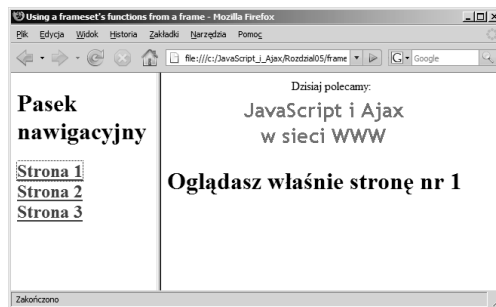 Using a frameset's functions from a frame - Mozilla Firefox
Plik Edycja Widok Historia Zakładki Narzędzia Pomoc
file:///c:/JavaScript_i_Ajax/Rozdzial05/frame
Google
Pasek
nawigacyjny
Strona 1
Strona 2
Strona 3
Dzisiaj polecamy:
JavaScript i Ajax
w sieci WWW
Oglądasz właśnie stronę nr 1
Zakończono